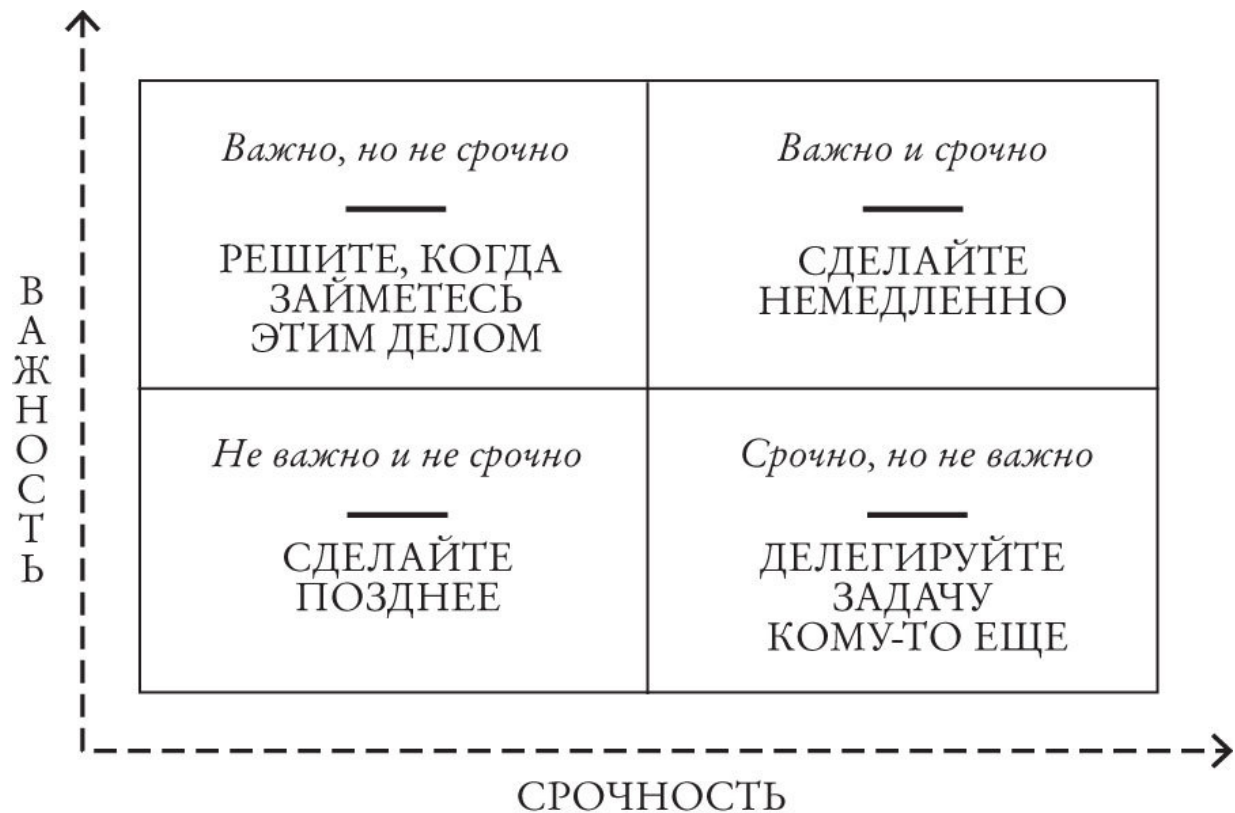 Важно, но не срочно
РЕШИТЕ, КОГДА
ЗАЙМЕТЕСЬ
ЭТИМ ДЕЛОМ
Важно и срочно
СДЕЛАЙТЕ
НЕМЕДЛЕННО
ВАЖНОСТЬ
Не важно и не срочно
СДЕЛАЙТЕ
ПОЗДНЕЕ
Срочно, но не важно
ДЕЛЕГИРУЙТЕ
ЗАДАЧУ
КОМУ-ТО ЕЩЕ
СРОЧНОСТЬ